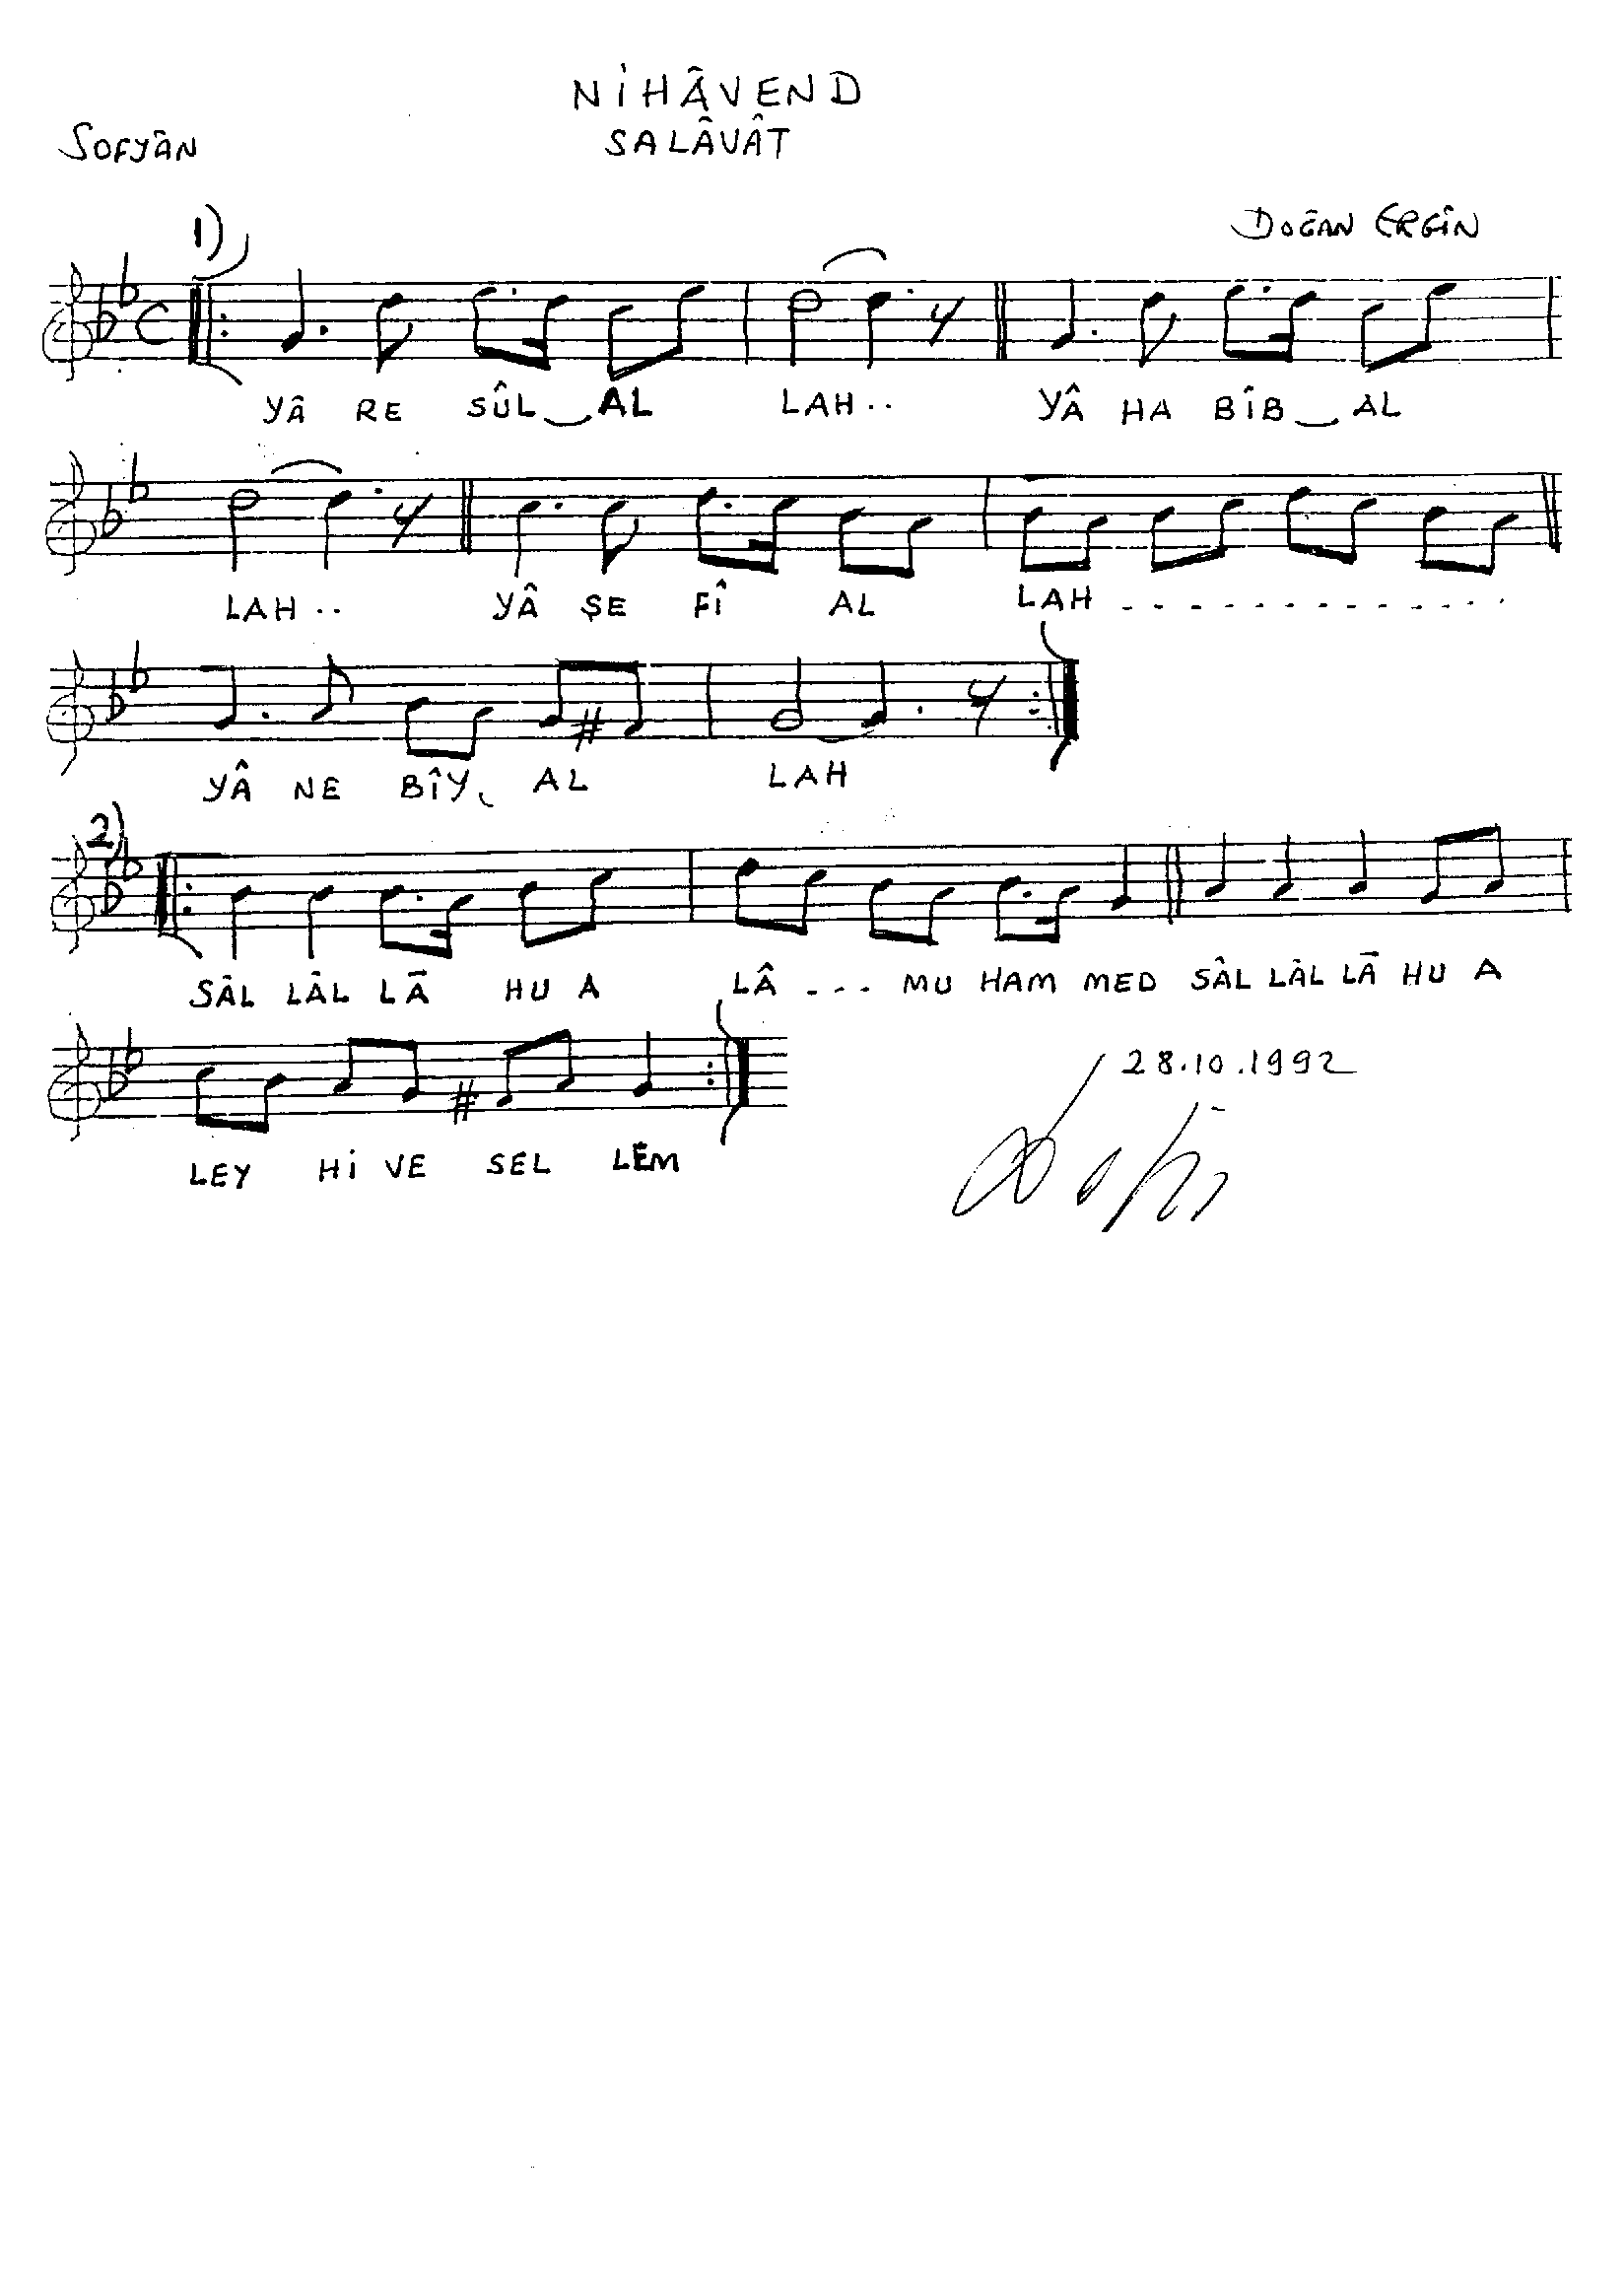 NİHÂVEND
SOFYÂN SALÂVÂT
1) DOĞAN ERGİN
YÂ RE SÛL‿AL LAH.. YÂ HA BÎB‿AL
LAH.. YÂ ŞE FÎ AL LAH - - - - - - - - - - - -
YÂ NE BÎY‿ AL LAH
2)
SÂL LÂL LÂ HU A LÂ - - - MU HAM MED SÂL LÂL LÂ HU A
28.10.1992
LEY Hİ VE SEL LÊM